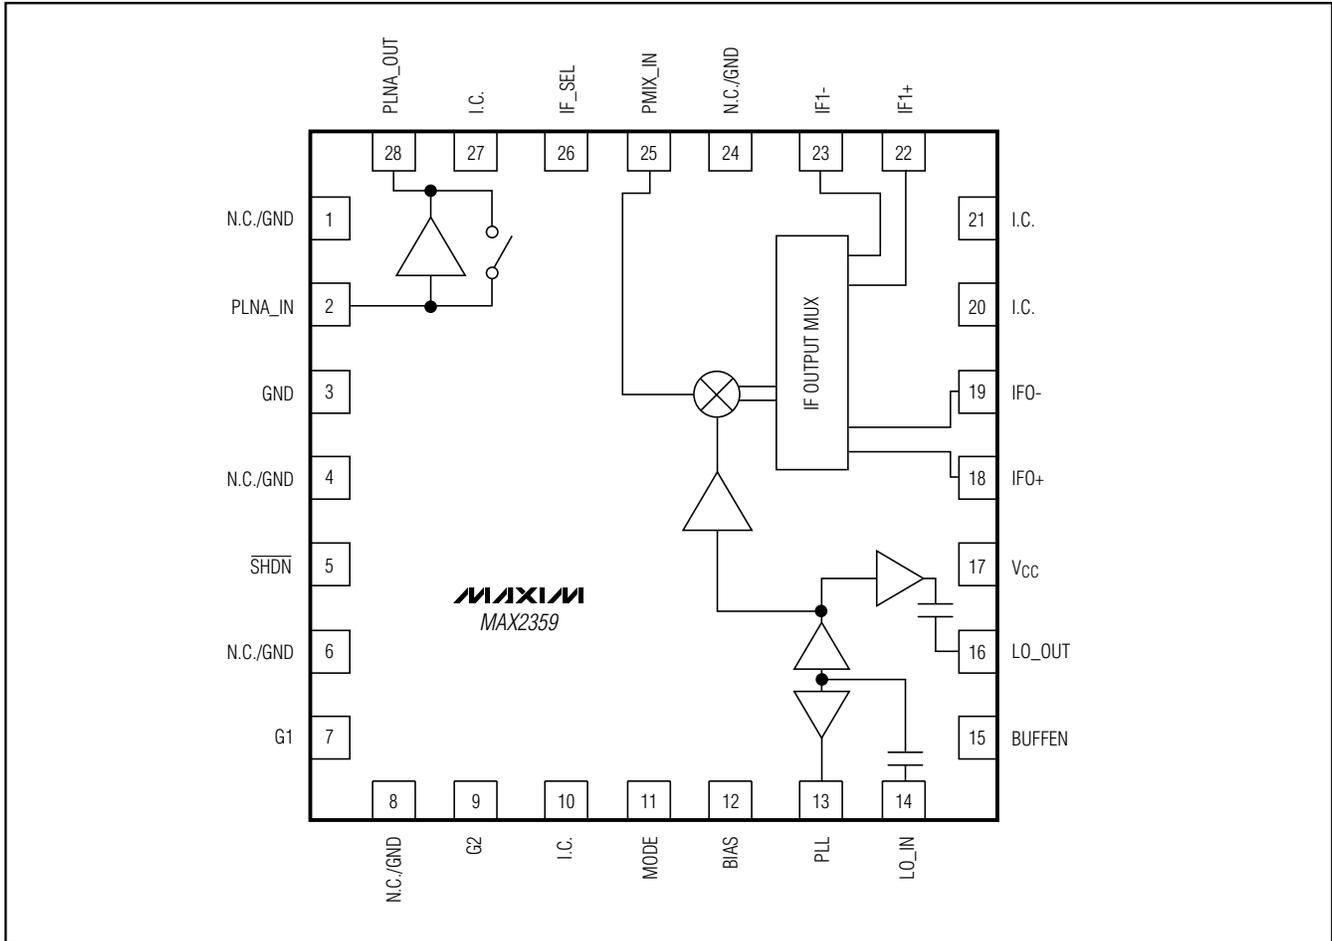 PLNA_OUT
I.C.
IF_SEL
PMIX_IN
N.C./GND
IF1-
IF1+
28
27
26
25
24
23
22
N.C./GND 1
21 I.C.
PLNA_IN 2
20 I.C.
IF OUTPUT MUX
GND 3
19 IF0-
N.C./GND 4
18 IF0+
SHDN 5
17 VCC
MAXIM
MAX2359
N.C./GND 6
16 LO_OUT
G1 7
15 BUFFEN
8
9
10
11
12
13
14
N.C./GND
G2
I.C.
MODE
BIAS
PLL
LO_IN